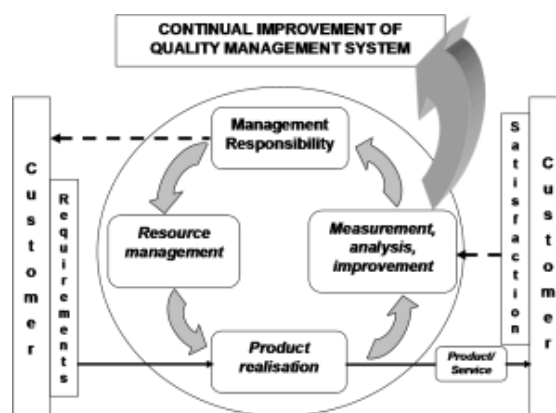 CONTINUAL IMPROVEMENT OF
QUALITY MANAGEMENT SYSTEM
Customer
Requirements
Management
Responsibility
Resource
management
Measurement,
analysis,
improvement
Product
realisation
Product/
Service
Satisfaction
Customer